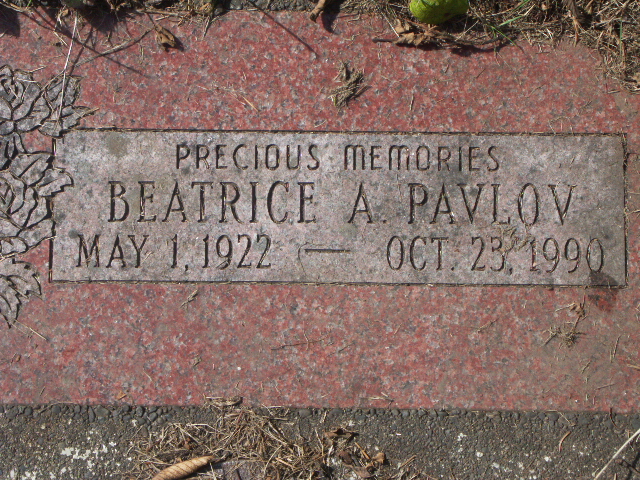 PRECIOUS MEMORIES
BEATRICE A. PAVLOV
MAY 1, 1922 — OCT. 23, 1990